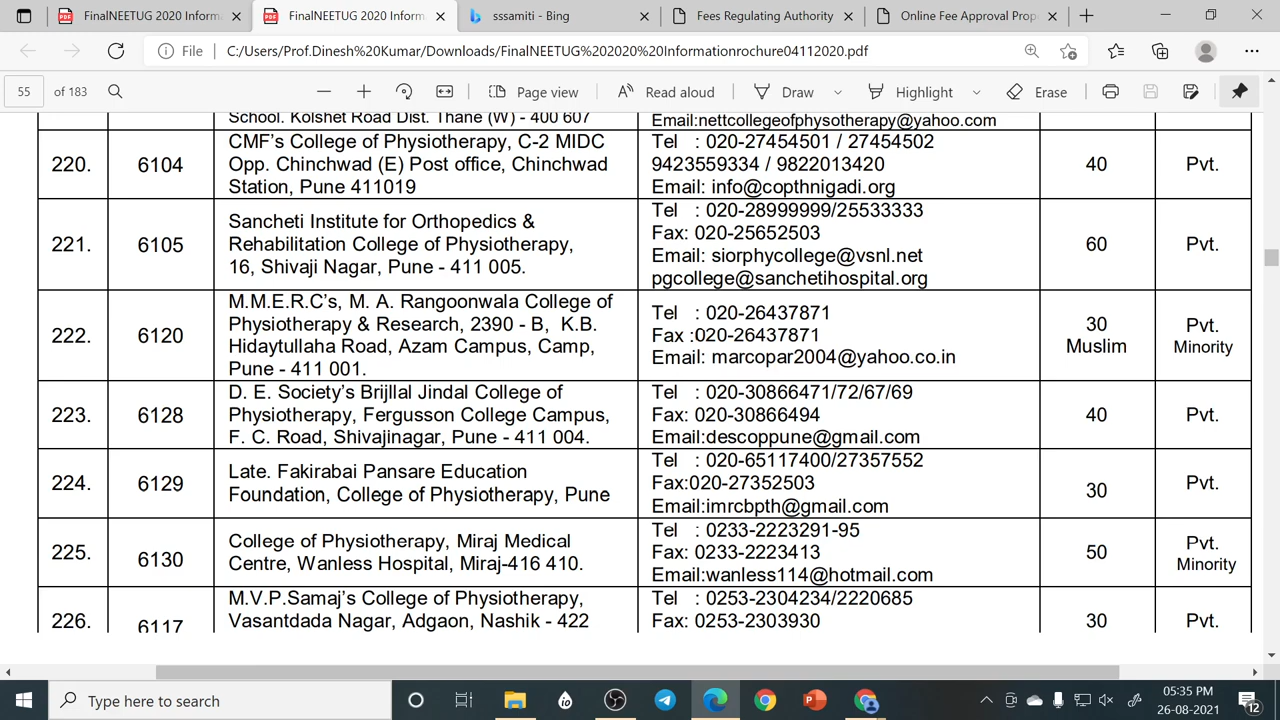 FinalNEETUG 2020 Inform
FinalNEETUG 2020 Inform
sssamiti - Bing
Fees Regulating Authority
Online Fee Approval Prop
File
C:/Users/Prof.Dinesh%20Kumar/Downloads/FinalNEETUG%202020%20Informationrochure04112020.pdf
55
of 183
Page view
Read aloud
Draw
Highlight
Erase
School. Kolshet Road Dist. Thane (W) - 400 607
Email:nettcollegeofphysotherapy@yahoo.com
220.
6104
CMF's College of Physiotherapy, C-2 MIDC
Opp. Chinchwad (E) Post office, Chinchwad
Station, Pune 411019
Tel : 020-27454501 / 27454502
9423559334 / 9822013420
Email: info@copthnigadi.org
40
Pvt.
221.
6105
Sancheti Institute for Orthopedics &
Rehabilitation College of Physiotherapy,
16, Shivaji Nagar, Pune - 411 005.
Tel : 020-28999999/25533333
Fax: 020-25652503
Email: siorphycollege@vsnl.net
pgcollege@sanchetihospital.org
60
Pvt.
222.
6120
M.M.E.R.C's, M. A. Rangoonwala College of
Physiotherapy & Research, 2390 - B, K.B.
Hidaytullaha Road, Azam Campus, Camp,
Pune - 411 001.
Tel : 020-26437871
Fax :020-26437871
Email: marcopar2004@yahoo.co.in
30
Muslim
Pvt.
Minority
223.
6128
D. E. Society's Brijllal Jindal College of
Physiotherapy, Fergusson College Campus,
F. C. Road, Shivajinagar, Pune - 411 004.
Tel : 020-30866471/72/67/69
Fax: 020-30866494
Email:descoppune@gmail.com
40
Pvt.
224.
6129
Late. Fakirabai Pansare Education
Foundation, College of Physiotherapy, Pune
Tel : 020-65117400/27357552
Fax:020-27352503
Email:imrcbpth@gmail.com
30
Pvt.
225.
6130
College of Physiotherapy, Miraj Medical
Centre, Wanless Hospital, Miraj-416 410.
Tel : 0233-2223291-95
Fax: 0233-2223413
Email:wanless114@hotmail.com
50
Pvt.
Minority
226.
6117
M.V.P.Samaj's College of Physiotherapy,
Vasantdada Nagar, Adgaon, Nashik - 422
Tel : 0253-2304234/2220685
Fax: 0253-2303930
30
Pvt.
Type here to search
05:35 PM
26-08-2021
12